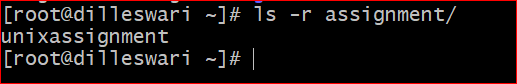 [root@dilleswari ~]# ls -r assignment/
unixassignment
[root@dilleswari ~]#